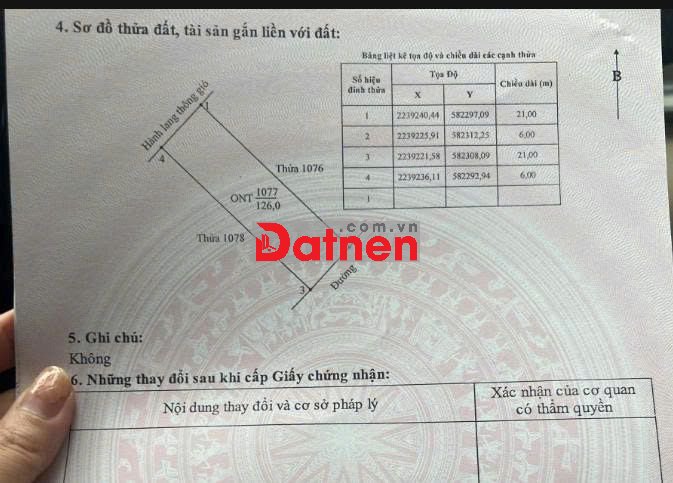 4. Sơ đồ thửa đất, tài sản gắn liền với đất:
Bảng liệt kê tọa độ và chiều dài các cạnh thửa
Số hiệu đỉnh thửa
Tọa Độ
Chiều dài (m)
X
Y
1 2239240,44 582297,09 21,00
2 2239225,91 582312,25 6,00
3 2239221,58 582308,09 21,00
4 2239236,11 582292,94 6,00
1
B
Hành lang thông gió
1
4
Thửa 1076
ONT 1077
126,0
Thửa 1078
3
Đường
Datnen
.com.vn
5. Ghi chú:
Không
6. Những thay đổi sau khi cấp Giấy chứng nhận:
Nội dung thay đổi và cơ sở pháp lý
Xác nhận của cơ quan
có thẩm quyền